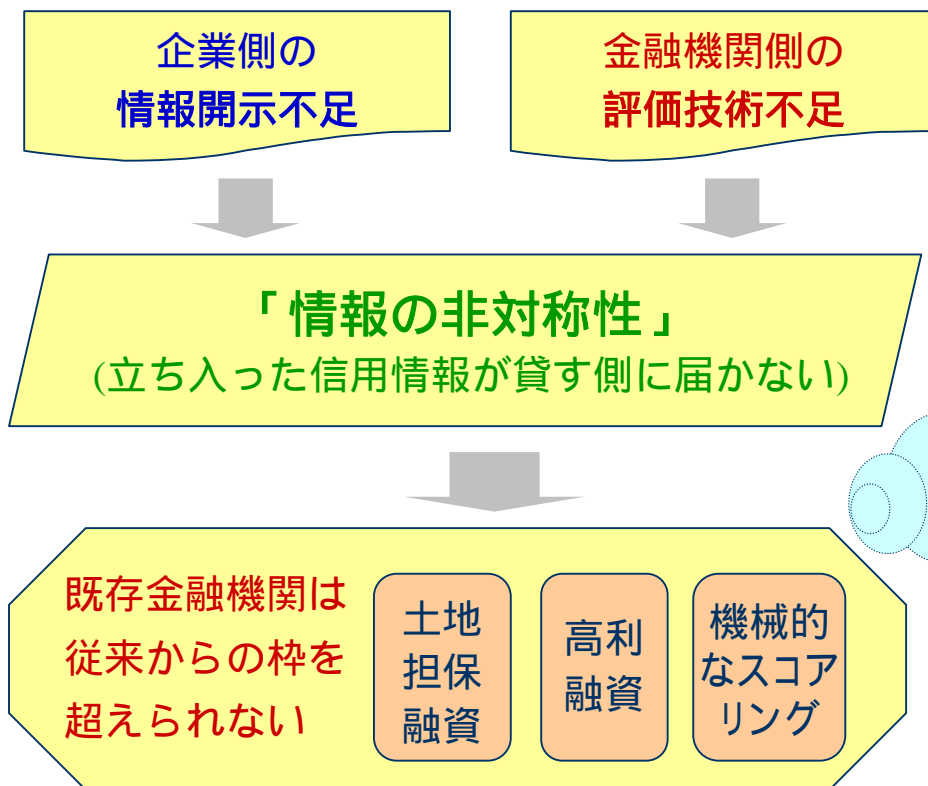 企業側の
情報開示不足
金融機関側の
評価技術不足
「情報の非対称性」
(立ち入った信用情報が貸す側に届かない)
既存金融機関は
従来からの枠を
超えられない
土地
担保
融資
高利
融資
機械的
なスコア
リング